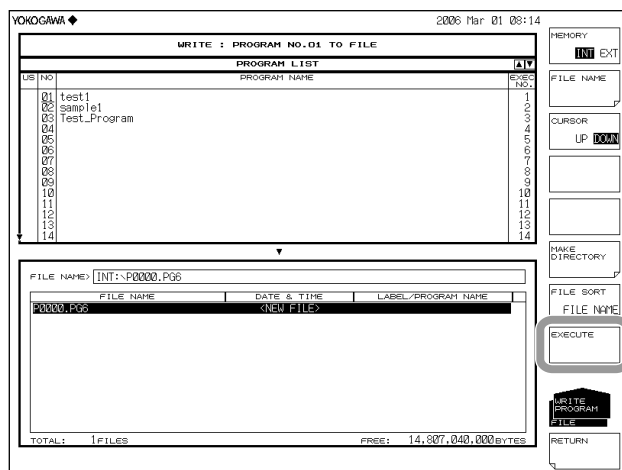 YOKOGAWA◆
2006 Mar 01 08:14
WRITE : PROGRAM NO.01 TO FILE
PROGRAM LIST ▲▼
US NO PROGRAM NAME EXEC NO.
01 test1 1
02 sample1 2
03 Test_Program 3
04 4
05 5
06 6
07 7
08 8
09 9
10 10
11 11
12 12
13 13
14 14
▼
FILE NAME> INT:\P0000.PG6
FILE NAME DATE & TIME LABEL/PROGRAM NAME
P0000.PG6 <NEW FILE>
TOTAL: 1FILES FREE: 14,807,040,000BYTES
MEMORY
INT EXT
FILE NAME
CURSOR
UP DOWN
MAKE
DIRECTORY
FILE SORT
FILE NAME
EXECUTE
WRITE
PROGRAM
FILE
RETURN